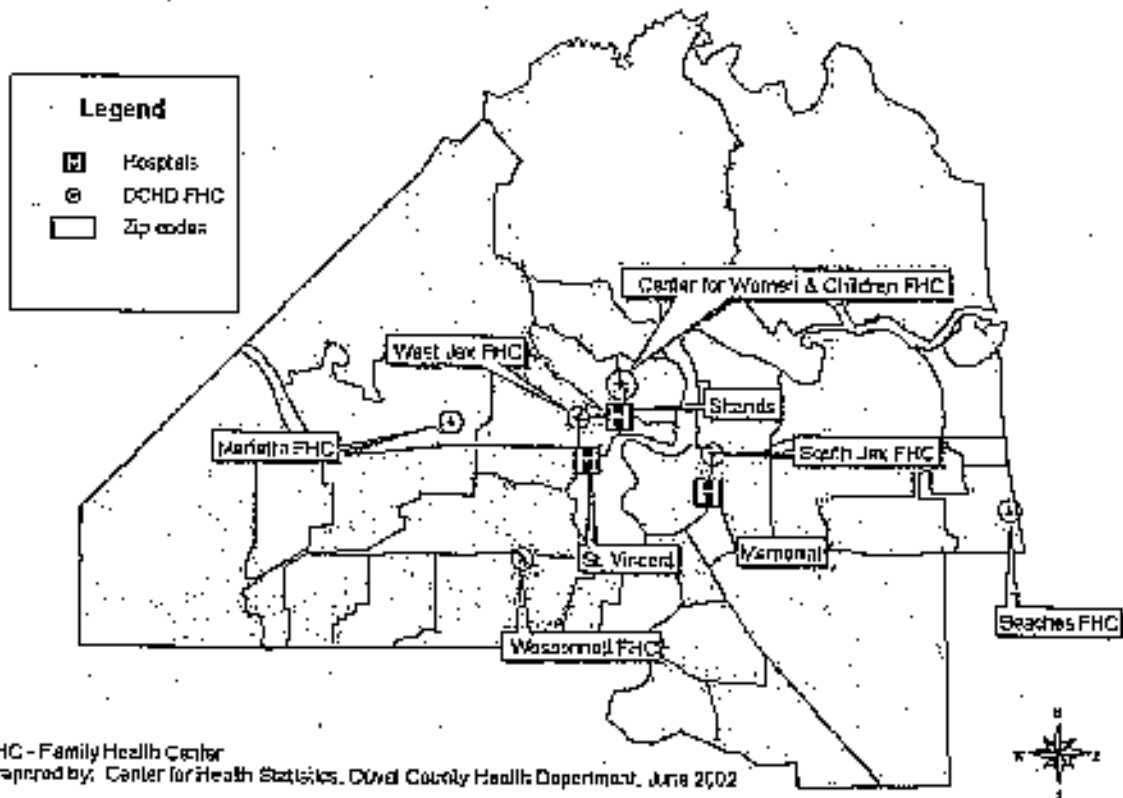 Legend
H Hospitals
DCHD FHC
Zip codes
Center for Women & Children FHC
West Jax FHC
Shands
Marietta FHC
South Jax FHC
H
H
H
St. Vincent
Memorial
Beaches FHC
Wesconnett FHC
HC - Family Health Center
repared by: Center for Health Statistics, Duval County Health Department, June 2002